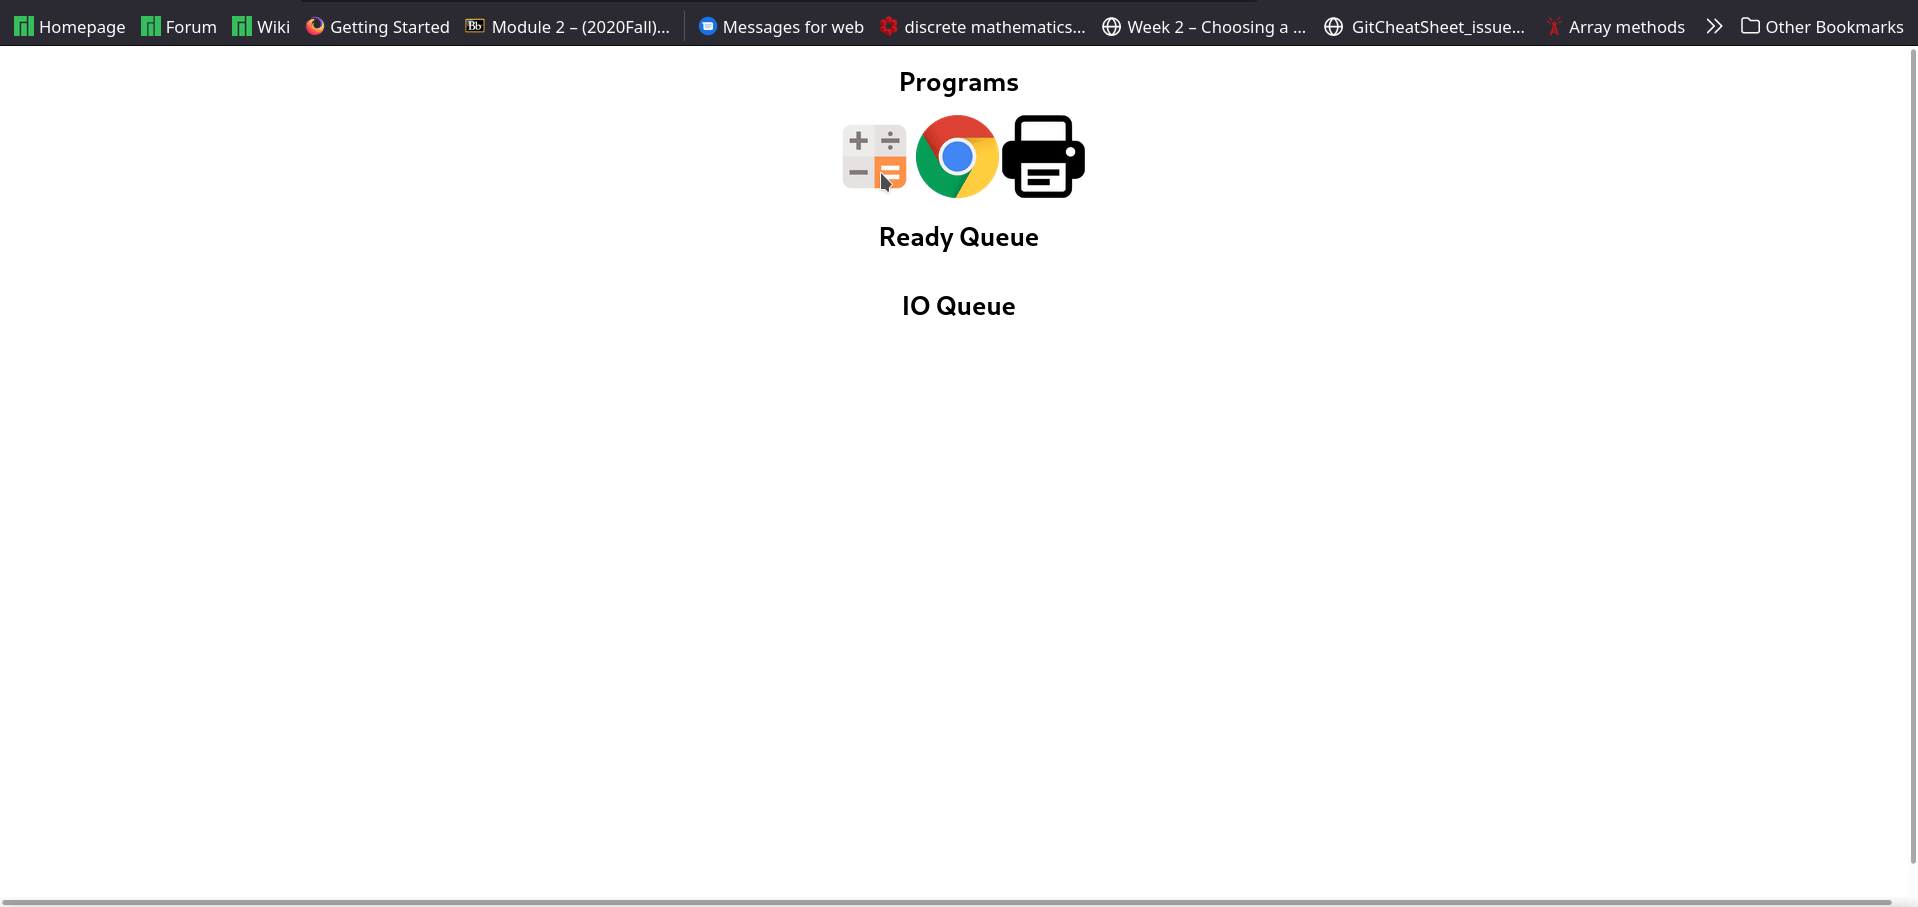 Homepage Forum Wiki Getting Started Bb Module 2 – (2020Fall)... Messages for web discrete mathematics... Week 2 – Choosing a ... GitCheatSheet_issue... Array methods Other Bookmarks
Programs
Ready Queue
IO Queue